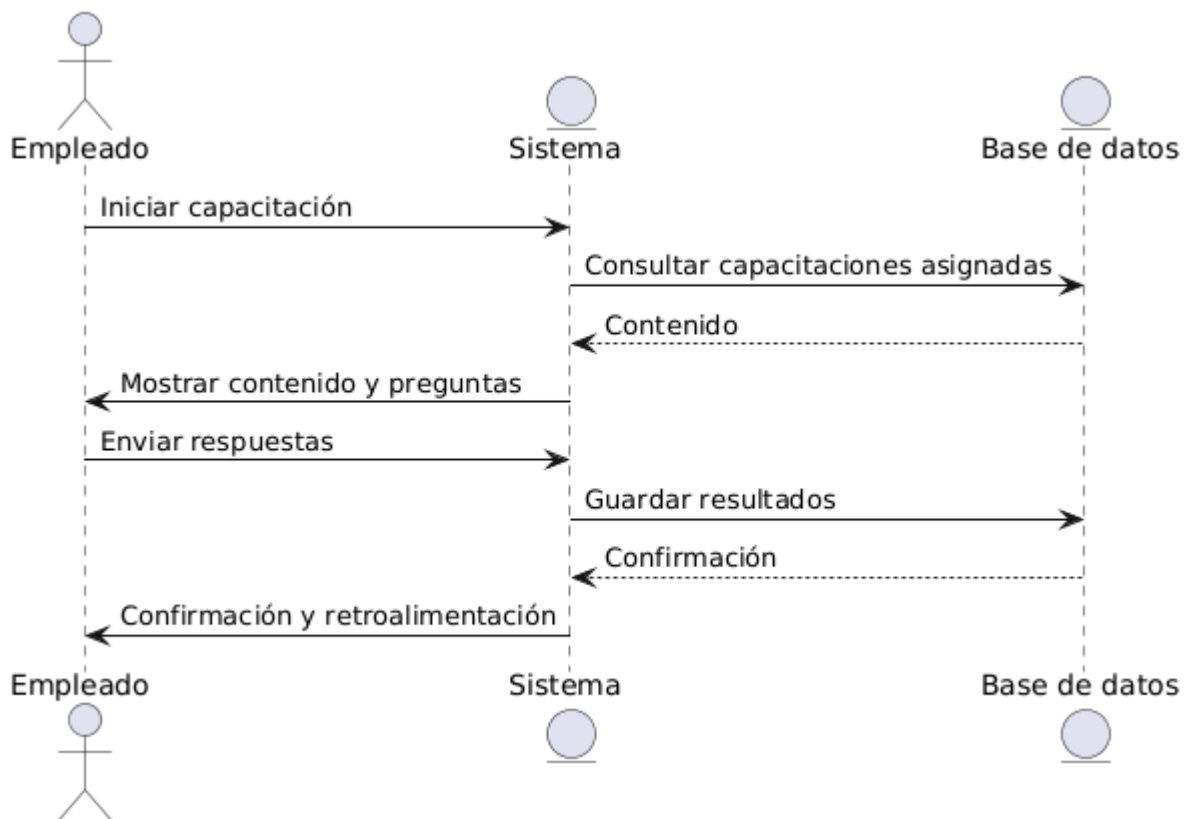 Empleado
Sistema
Base de datos
Iniciar capacitación
Consultar capacitaciones asignadas
Contenido
Mostrar contenido y preguntas
Enviar respuestas
Guardar resultados
Confirmación
Confirmación y retroalimentación
Empleado
Sistema
Base de datos